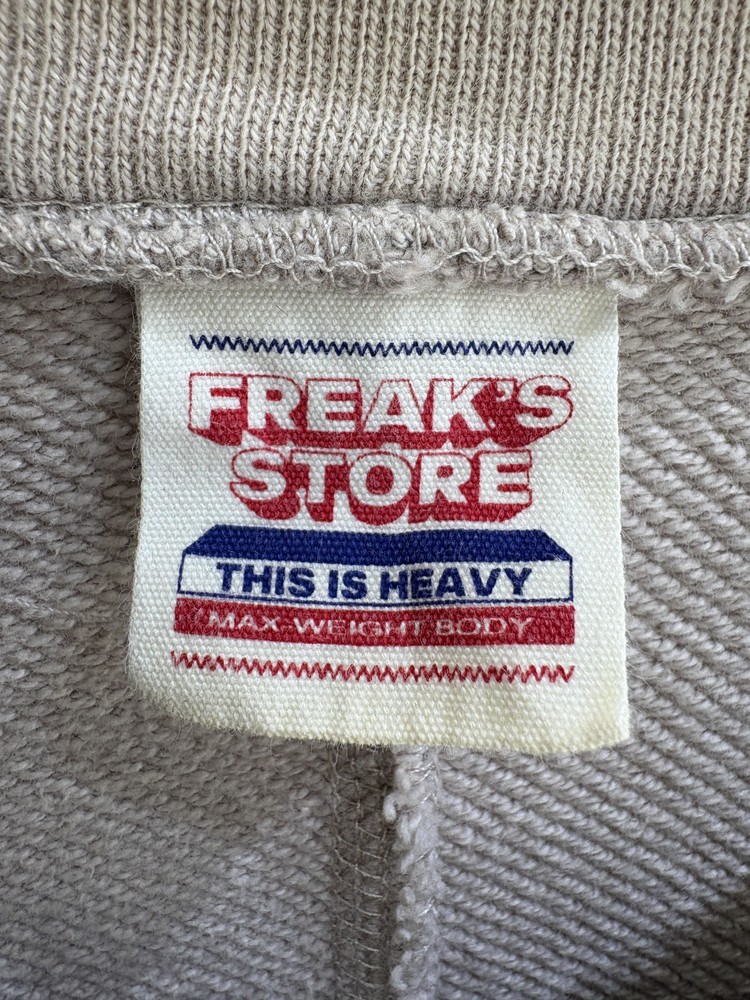 FREAK'S
STORE
THIS IS HEAVY
MAX-WEIGHT BODY